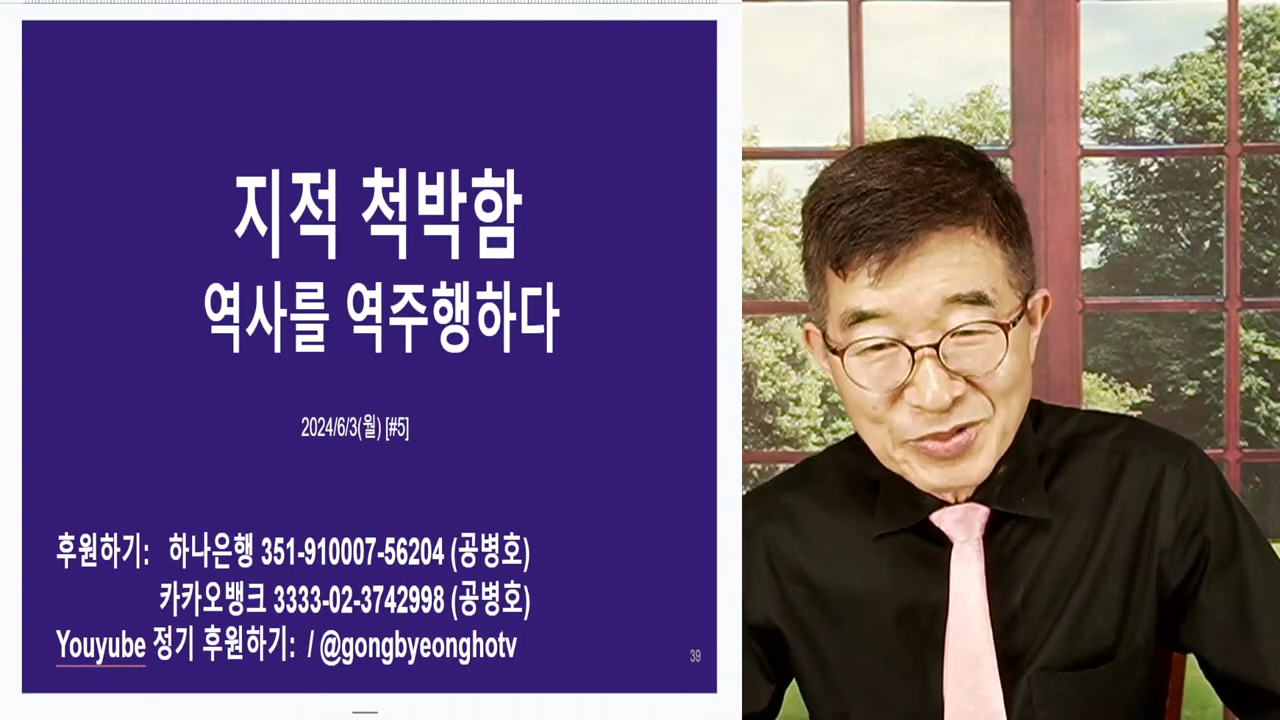 지적 척박함
역사를 역주행하다
2024/6/3(월) [#5]
후원하기: 하나은행 351-910007-56204 (공병호)
카카오뱅크 3333-02-3742998 (공병호)
Youyube 정기 후원하기: / @gongbyeonghotv
39